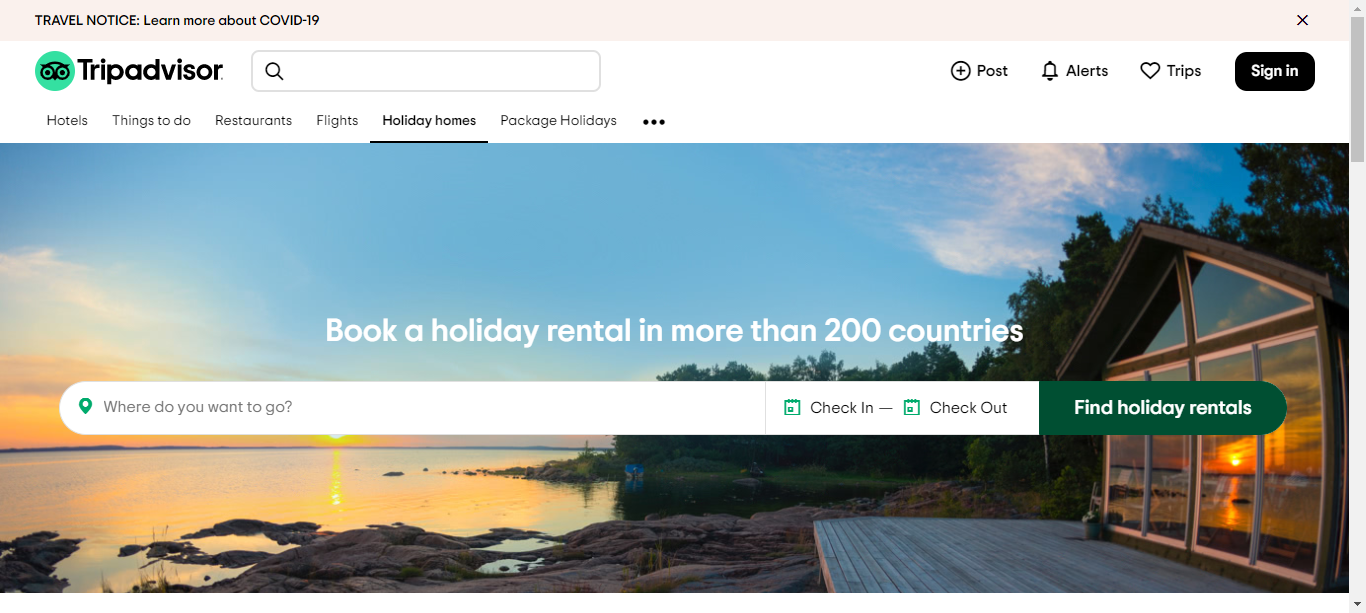 TRAVEL NOTICE: Learn more about COVID-19
Tripadvisor
Post
Alerts
Trips
Sign in
Hotels
Things to do
Restaurants
Flights
Holiday homes
Package Holidays
Book a holiday rental in more than 200 countries
Where do you want to go?
Check In — Check Out
Find holiday rentals